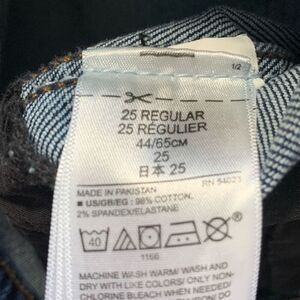 1/2
25 REGULAR
25 RÉGULIER
44/65CM
25
日本 25
MADE IN PAKISTAN
RN 54023
■ US/GB/EG: 98% COTTON.
2% SPANDEX/ELASTANE
40
1166
MACHINE WASH WARM/ WASH AND
DRY WITH LIKE COLORS/ ONLY NON-
CHLORINE BLEACH WHEN NEEDED/